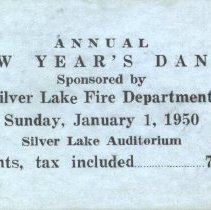 ANNUAL
W YEAR'S DAN
Sponsored by
ilver Lake Fire Department
Sunday, January 1, 1950
Silver Lake Auditorium
nts, tax included......7